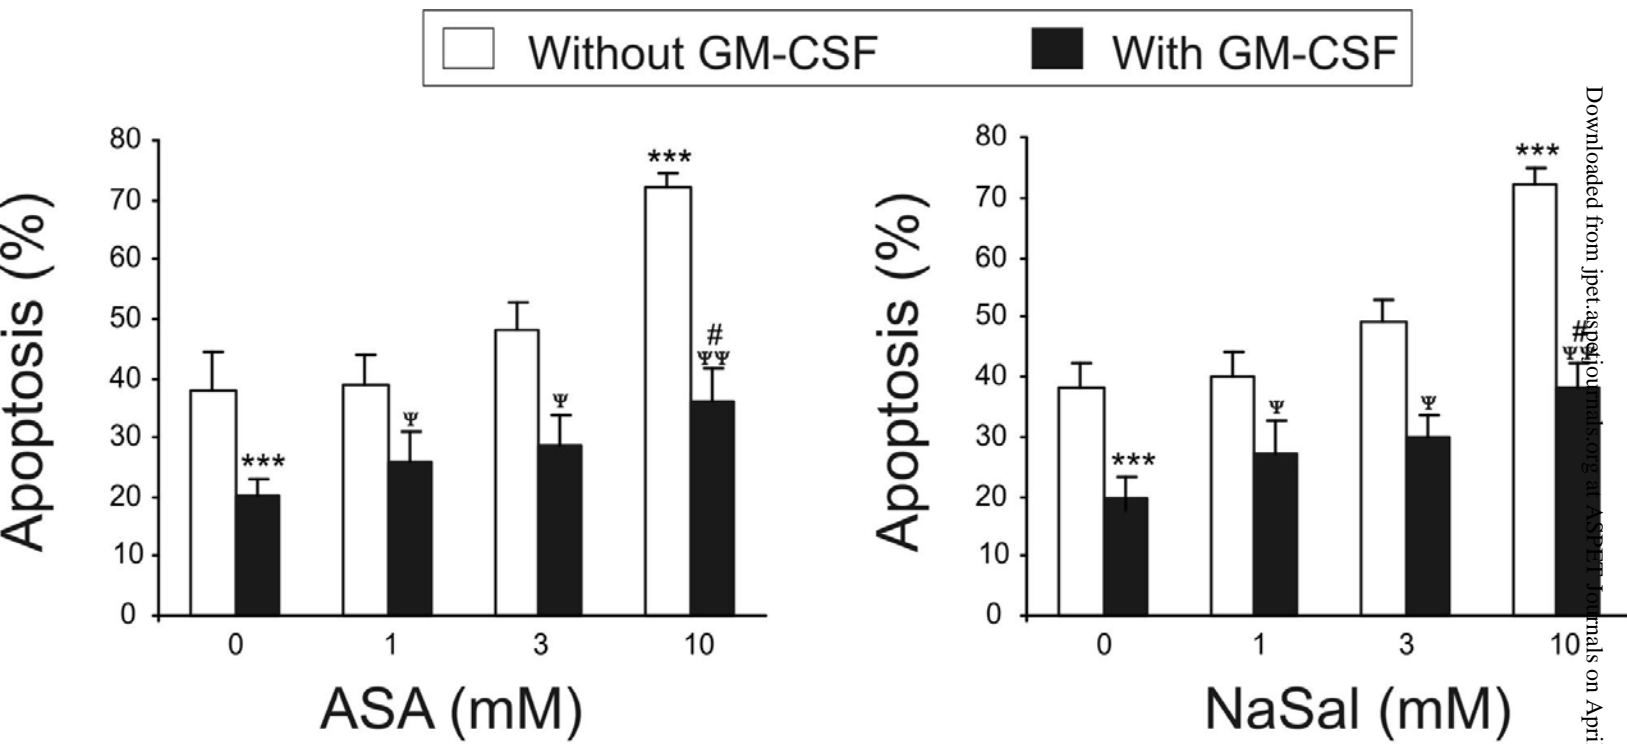 Without GM-CSF With GM-CSF
Apoptosis (%)
80
70
60
50
40
30
20
10
0
***
***
Ψ
Ψ
#
ΨΨ
0 1 3 10
ASA (mM)
Apoptosis (%)
80
70
60
50
40
30
20
10
0
***
***
Ψ
Ψ
#
ΨΨ
0 1 3 10
NaSal (mM)
Downloaded from jpet.aspetjournals.org at ASPET Journals on Apri